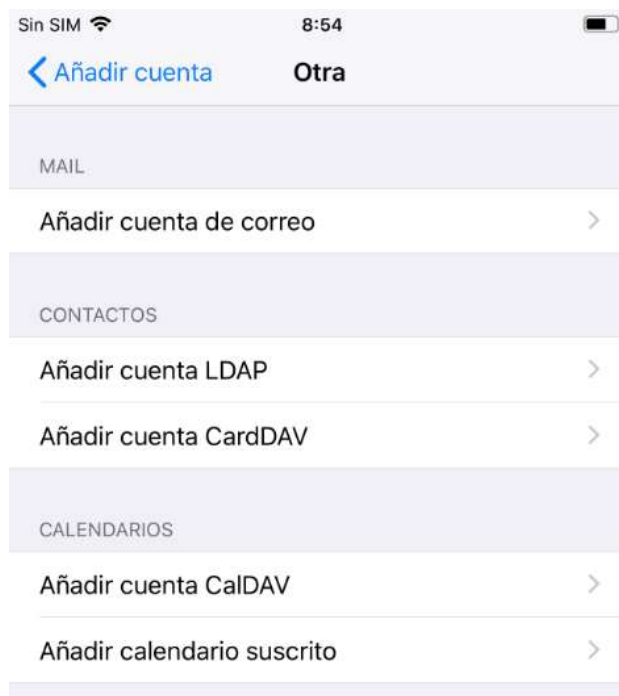 Sin SIM 8:54
Añadir cuenta Otra
MAIL
Añadir cuenta de correo
CONTACTOS
Añadir cuenta LDAP
Añadir cuenta CardDAV
CALENDARIOS
Añadir cuenta CalDAV
Añadir calendario suscrito